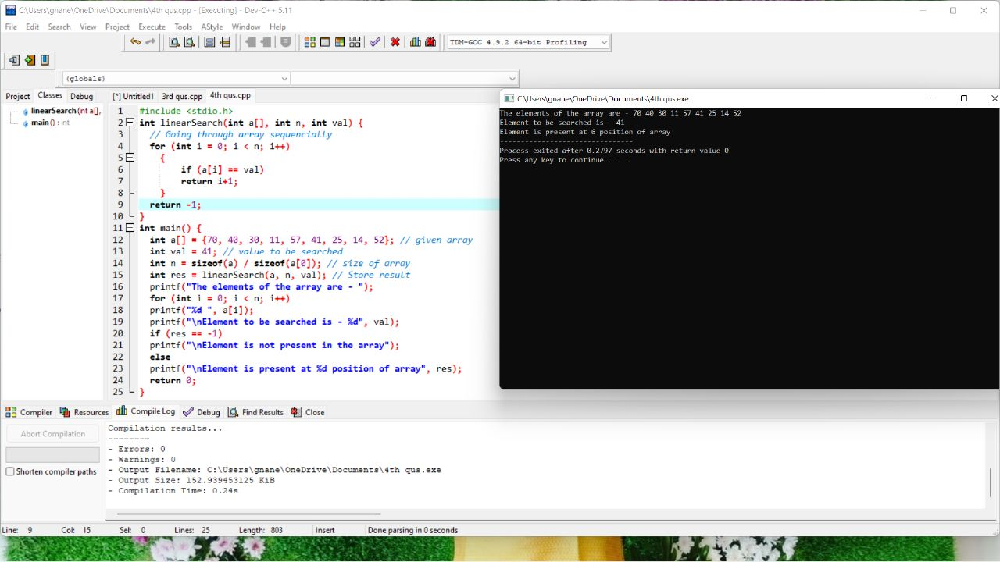 C:\Users\gnane\OneDrive\Documents\4th qus.cpp - [Executing] - Dev-C++ 5.11
File Edit Search View Project Execute Tools AStyle Window Help
TDM-GCC 4.9.2 64-bit Profiling
(globals)
Project Classes Debug
linearSearch (int a[],
main () : int
[*] Untitled1 3rd qus.cpp 4th qus.cpp
1 #include <stdio.h>
2 int linearSearch(int a[], int n, int val) {
3 // Going through array sequencially
4 for (int i = 0; i < n; i++)
5 {
6 if (a[i] == val)
7 return i+1;
8 }
9 return -1;
10 }
11 int main() {
12 int a[] = {70, 40, 30, 11, 57, 41, 25, 14, 52}; // given array
13 int val = 41; // value to be searched
14 int n = sizeof(a) / sizeof(a[0]); // size of array
15 int res = linearSearch(a, n, val); // Store result
16 printf("The elements of the array are - ");
17 for (int i = 0; i < n; i++)
18 printf("%d ", a[i]);
19 printf("\nElement to be searched is - %d", val);
20 if (res == -1)
21 printf("\nElement is not present in the array");
22 else
23 printf("\nElement is present at %d position of array", res);
24 return 0;
25 }
C:\Users\gnane\OneDrive\Documents\4th qus.exe
The elements of the array are - 70 40 30 11 57 41 25 14 52
Element to be searched is - 41
Element is present at 6 position of array
--------------------------------
Process exited after 0.2797 seconds with return value 0
Press any key to continue . . .
Compiler Resources Compile Log Debug Find Results Close
Abort Compilation
Shorten compiler paths
Compilation results...
--------
- Errors: 0
- Warnings: 0
- Output Filename: C:\Users\gnane\OneDrive\Documents\4th qus.exe
- Output Size: 152.939453125 KiB
- Compilation Time: 0.24s
Line: 9 Col: 15 Sel: 0 Lines: 25 Length: 803 Insert Done parsing in 0 seconds